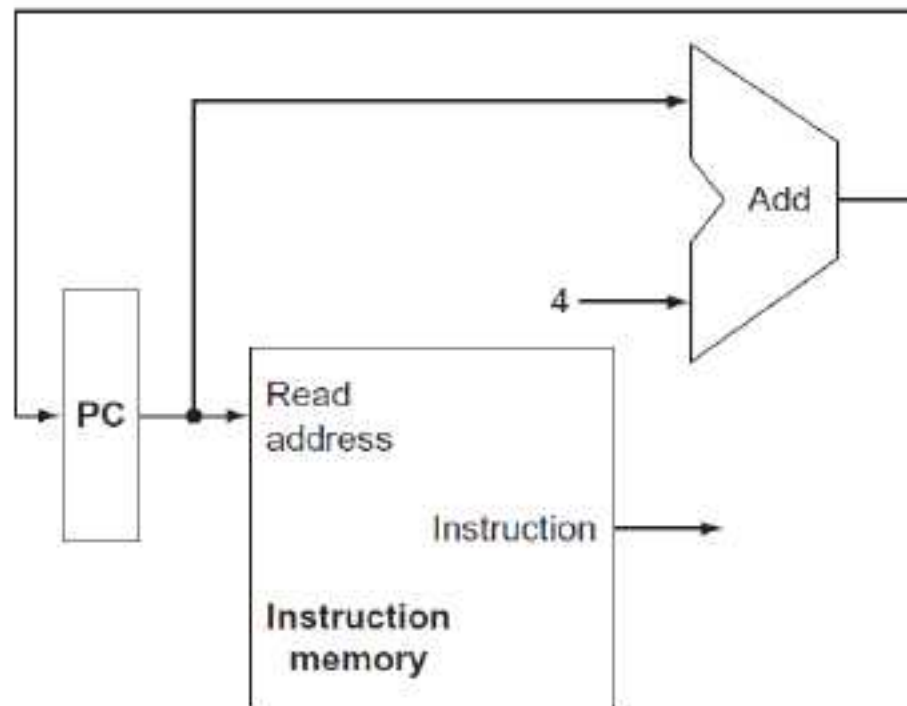 Add
4
PC
Read
address
Instruction
Instruction
memory